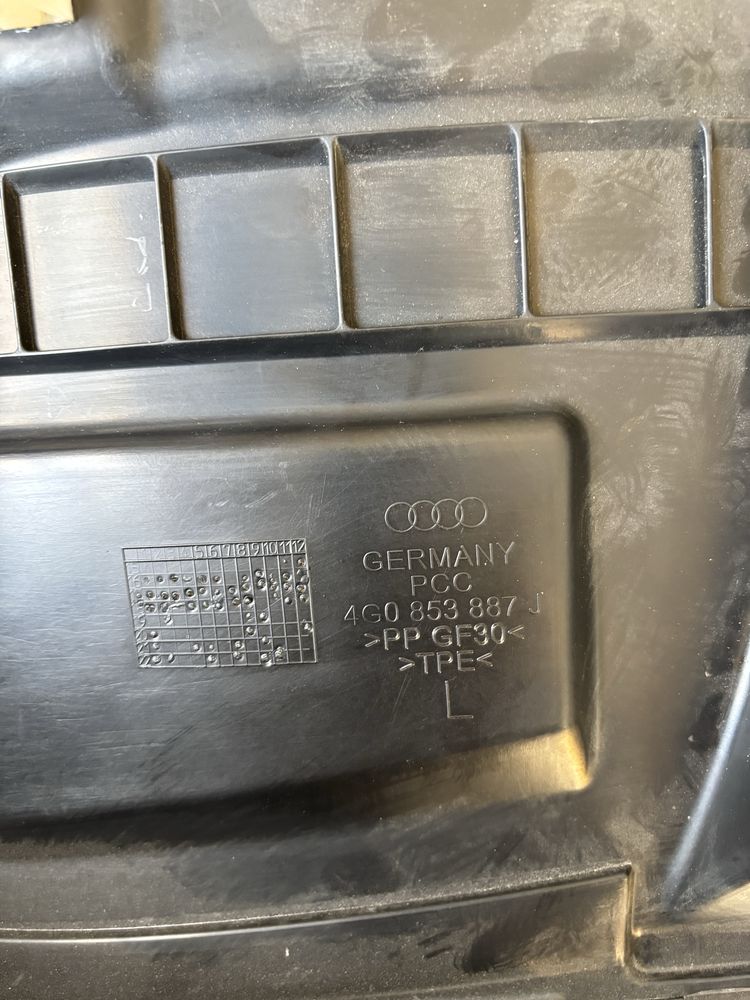 GERMANY
PCC
4G0 853 887 J
>PP GF30<
>TPE<
L